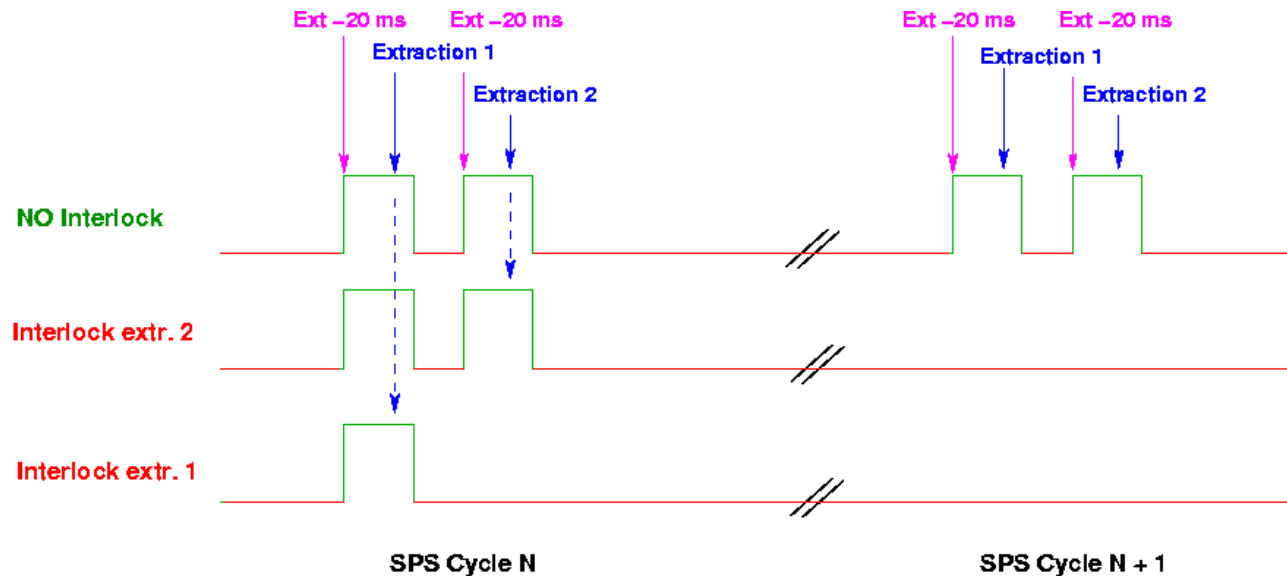 Ext −20 ms
Ext −20 ms
Ext −20 ms
Ext −20 ms
Extraction 1
Extraction 1
Extraction 2
Extraction 2
NO Interlock
Interlock extr. 2
Interlock extr. 1
SPS Cycle N
SPS Cycle N + 1